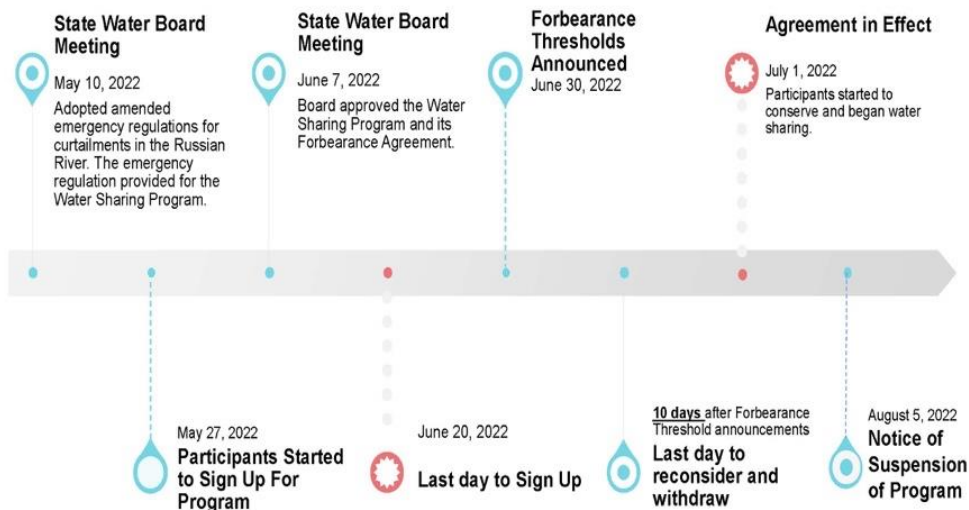 State Water Board
Meeting
May 10, 2022
Adopted amended
emergency regulations for
curtailments in the Russian
River. The emergency
regulation provided for the
Water Sharing Program.
State Water Board
Meeting
June 7, 2022
Board approved the Water
Sharing Program and its
Forbearance Agreement.
Forbearance
Thresholds
Announced
June 30, 2022
Agreement in Effect
July 1, 2022
Participants started to
conserve and began water
sharing.
May 27, 2022
Participants Started
to Sign Up For
Program
June 20, 2022
Last day to Sign Up
10 days after Forbearance
Threshold announcements
Last day to
reconsider and
withdraw
August 5, 2022
Notice of
Suspension
of Program